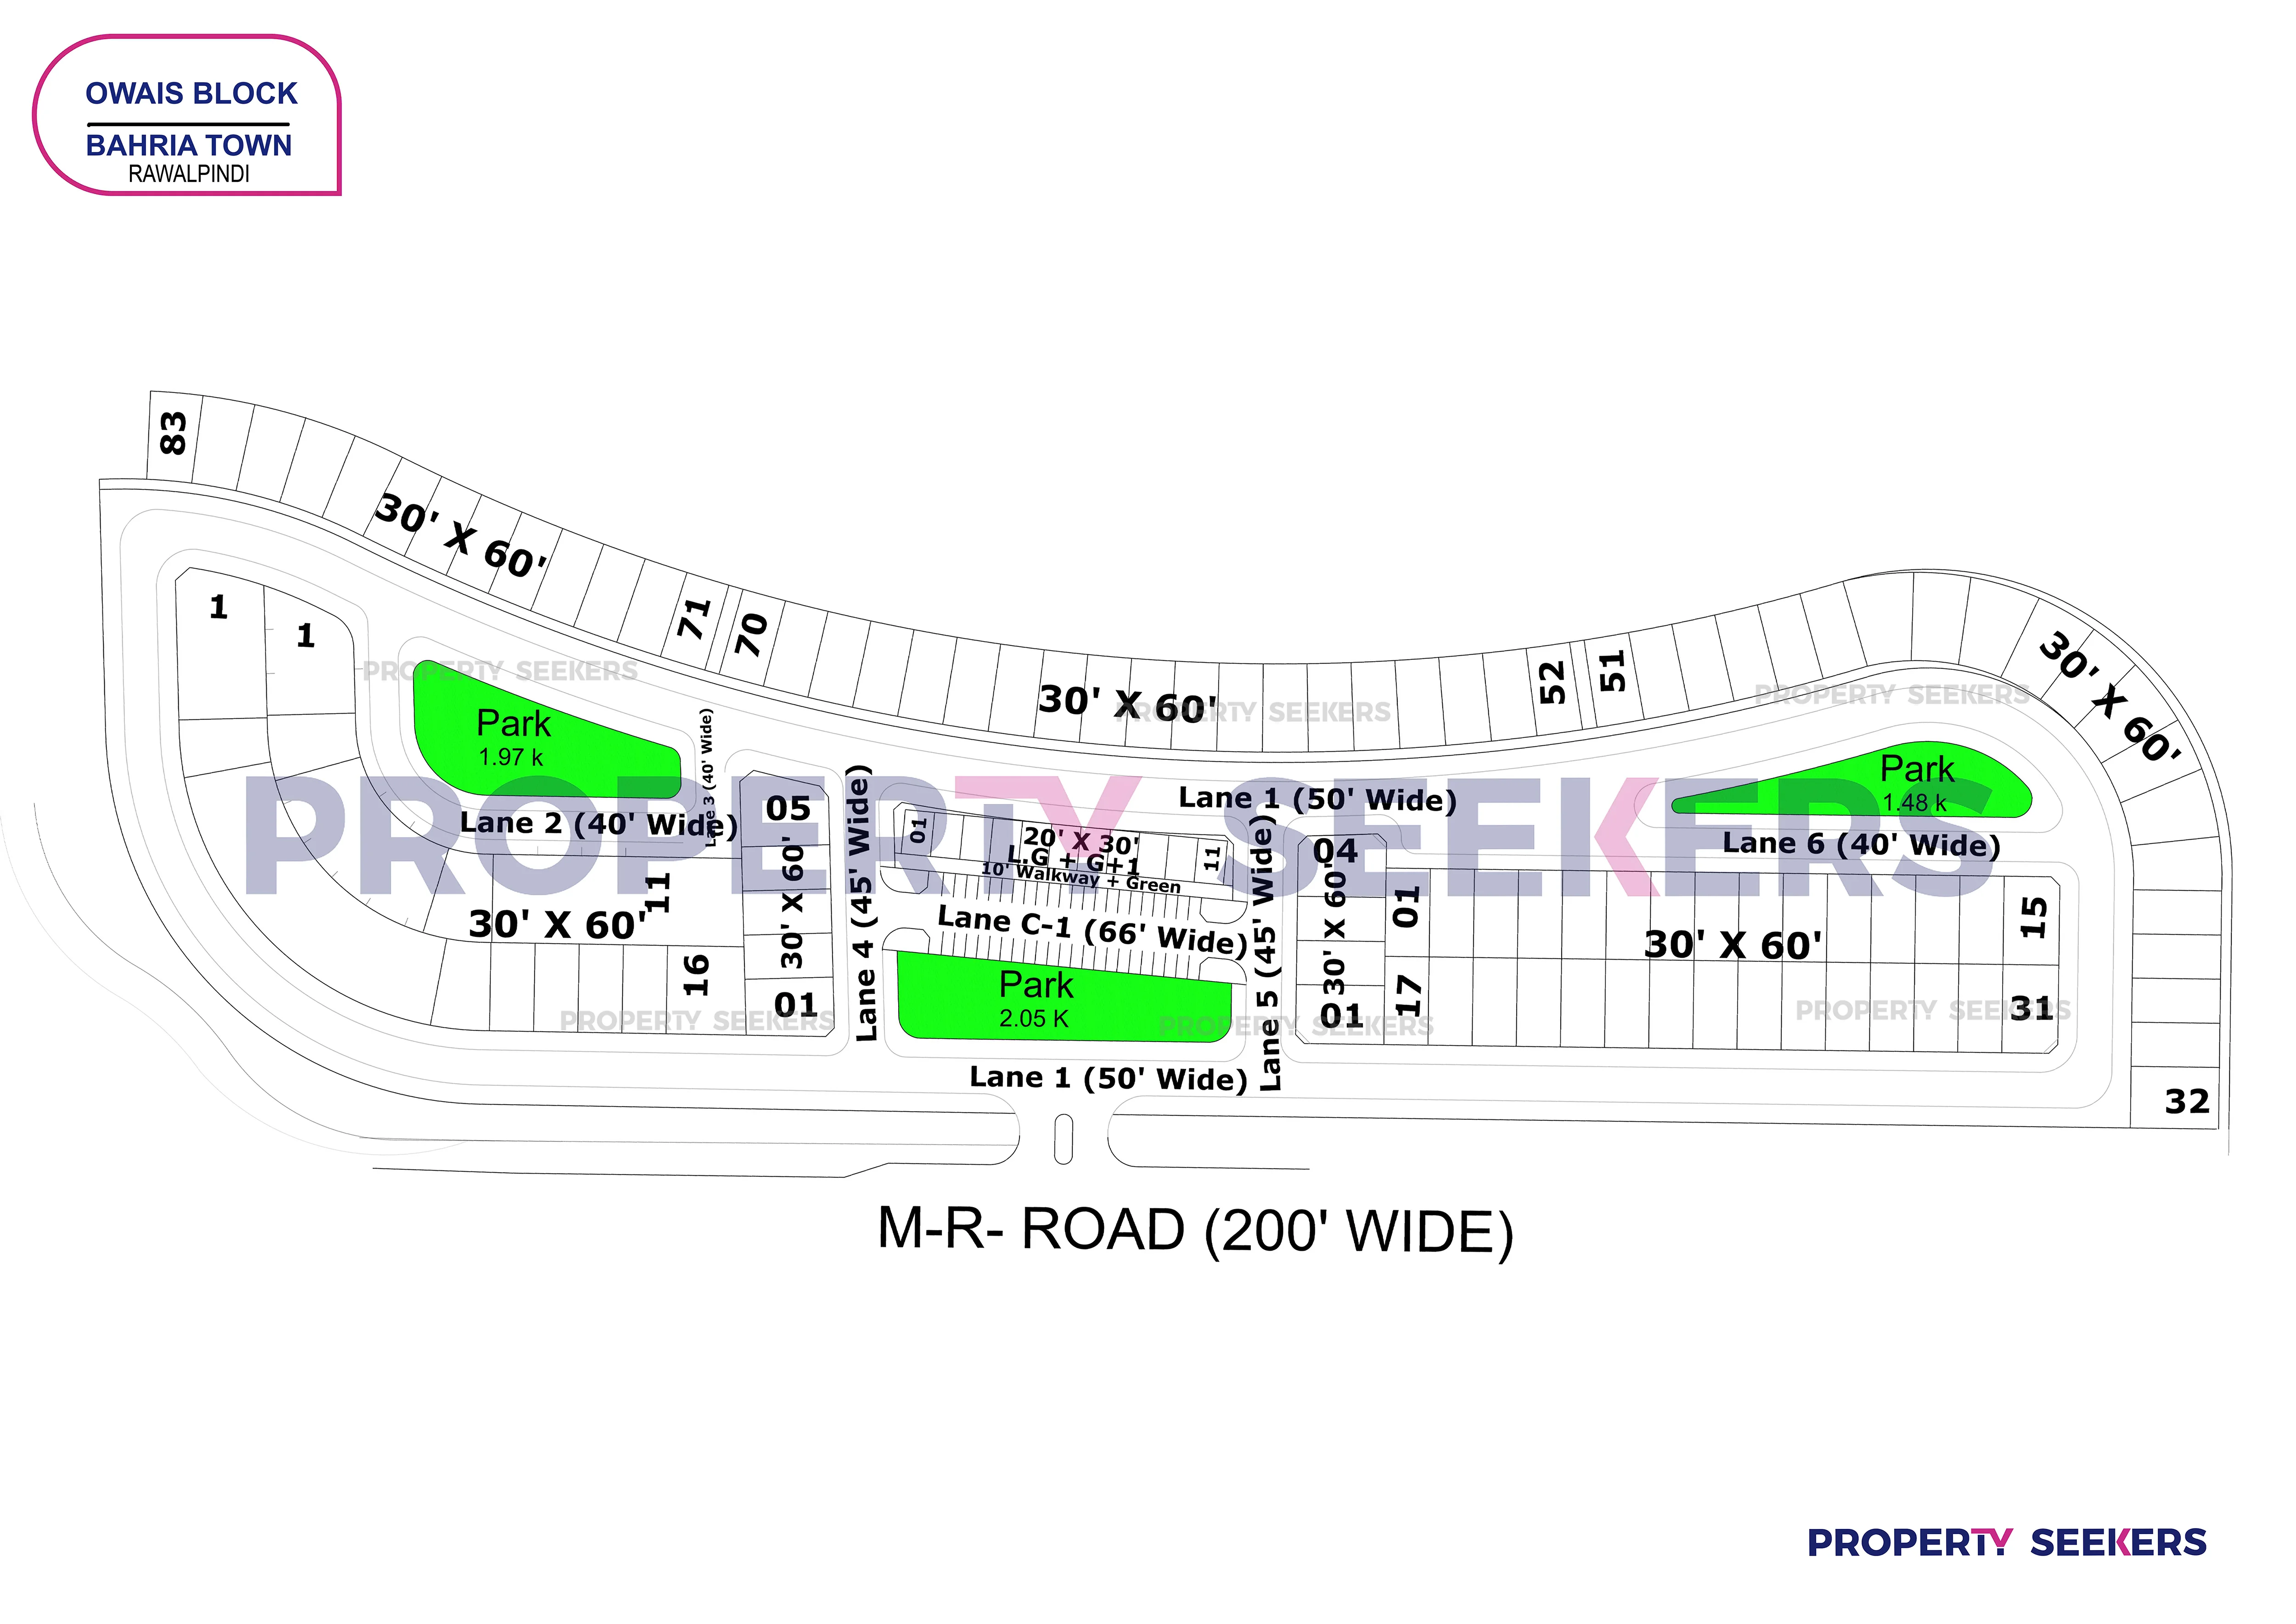 OWAIS BLOCK
BAHRIA TOWN
RAWALPINDI
83
30' X 60'
71
70
30' X 60'
52
51
30' X 60'
32
1
1
PROPERTY SEEKERS
PROPERTY SEEKERS
PROPERTY SEEKERS
Park
1.97 k
Lane 3 (40' Wide)
Lane 2 (40' Wide)
PROPERTY SEEKERS
05
30' X 60'
01
11
30' X 60'
16
Lane 4 (45' Wide)
Lane 1 (50' Wide)
01
20' X 30'
L.G + G+1
11
10' Walkway + Green
Lane C-1 (66' Wide)
Park
2.05 K
Lane 5 (45' Wide)
04
30' X 60'
01
Park
1.48 k
Lane 6 (40' Wide)
01
17
30' X 60'
15
31
PROPERTY SEEKERS
PROPERTY SEEKERS
PROPERTY SEEKERS
Lane 1 (50' Wide)
M-R- ROAD (200' WIDE)
PROPERTY SEEKERS